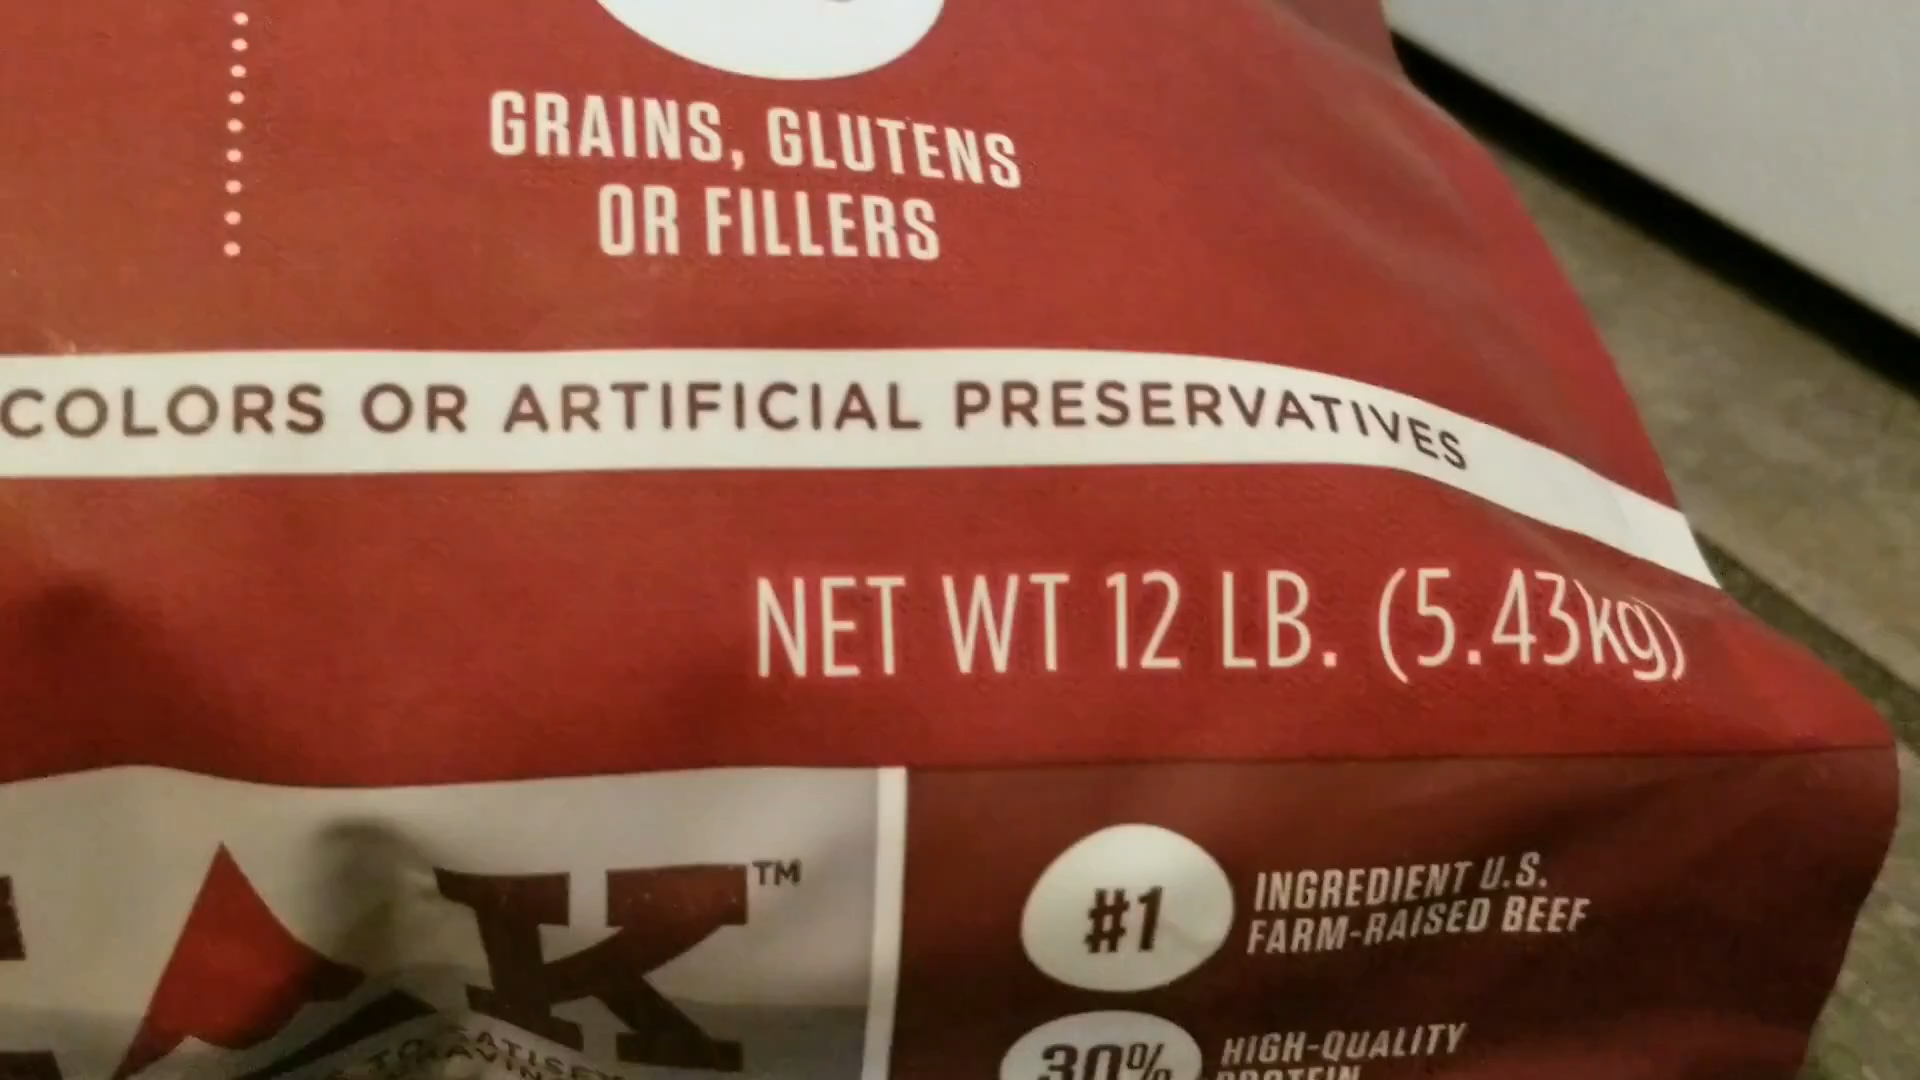 GRAINS, GLUTENS
OR FILLERS
COLORS OR ARTIFICIAL PRESERVATIVES
NET WT 12 LB. (5.43kg)
K™
#1 INGREDIENT U.S.
FARM-RAISED BEEF
30% HIGH-QUALITY
PROTEIN